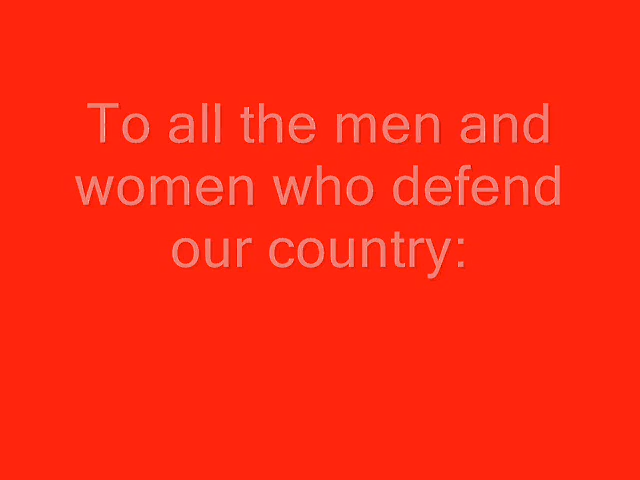 To all the men and
women who defend
our country: